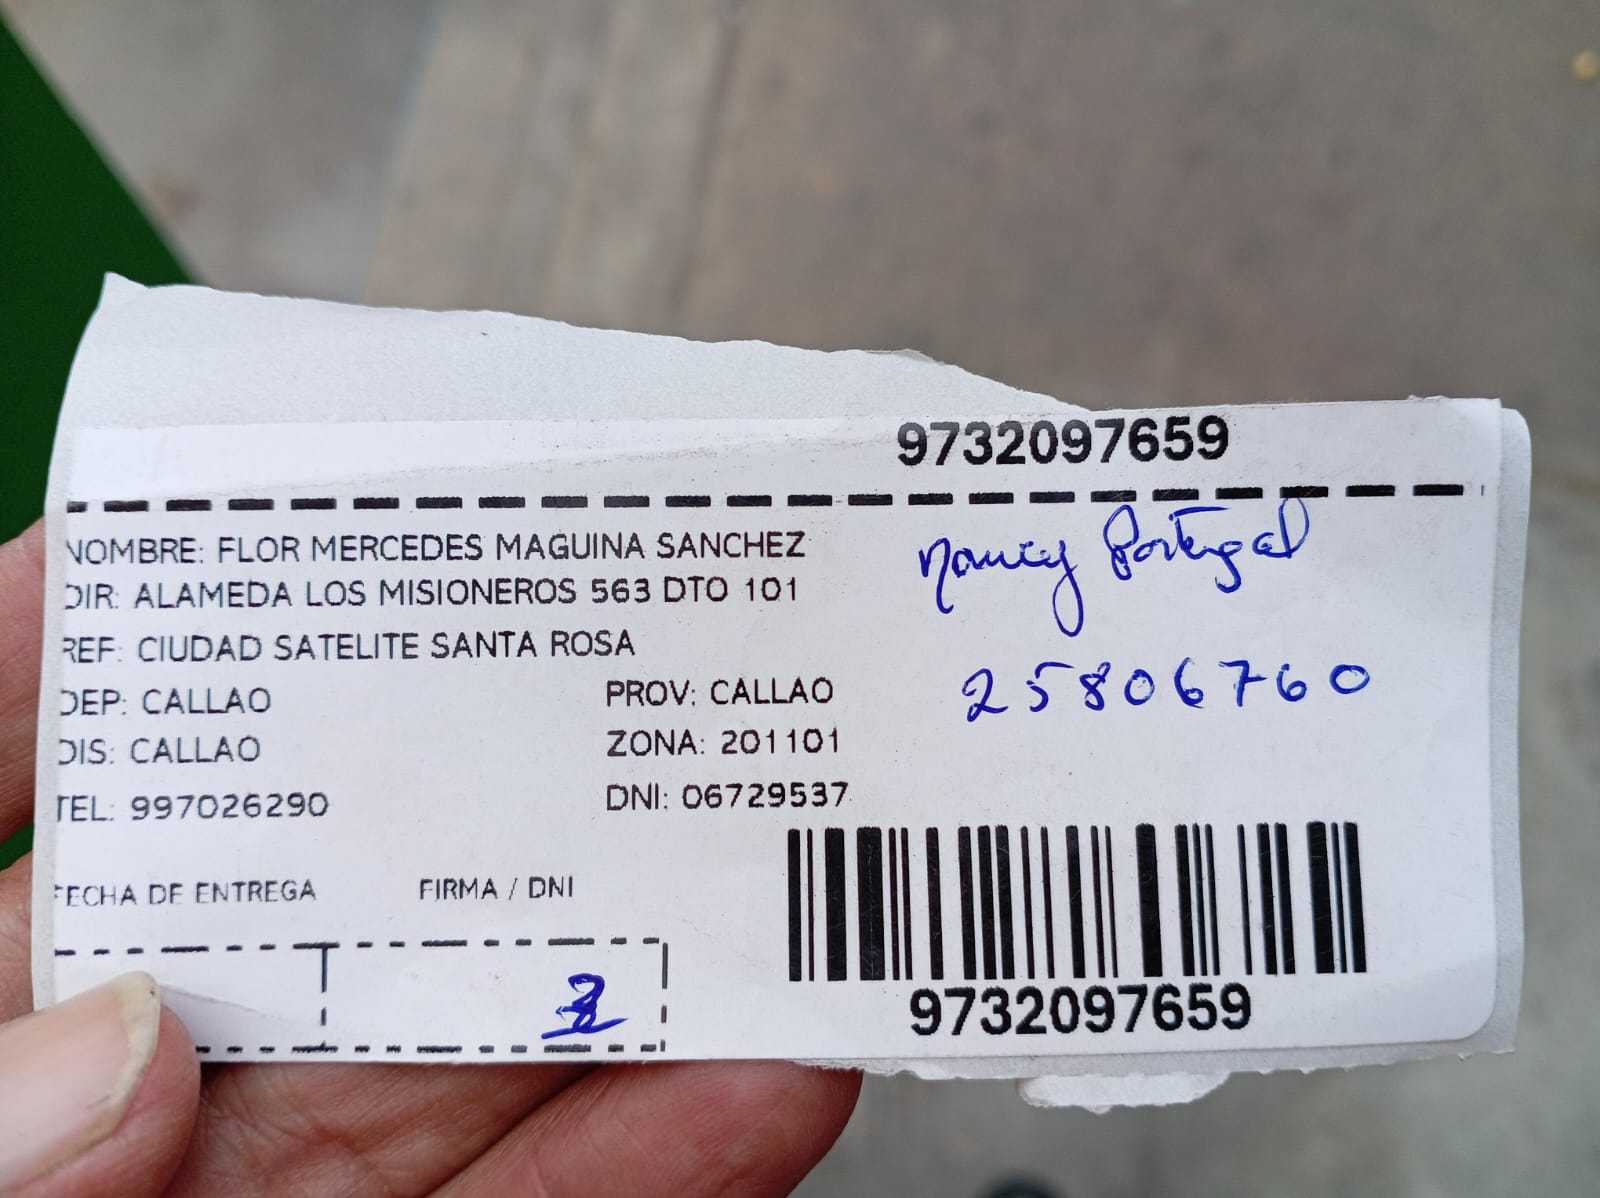 9732097659
NOMBRE: FLOR MERCEDES MAGUINA SANCHEZ
DIR: ALAMEDA LOS MISIONEROS 563 DTO 101
REF: CIUDAD SATELITE SANTA ROSA
DEP: CALLAO PROV: CALLAO
DIS: CALLAO ZONA: 201101
TEL: 997026290 DNI: 06729537
Nancy Portugal
25806760
FECHA DE ENTREGA FIRMA / DNI
9732097659